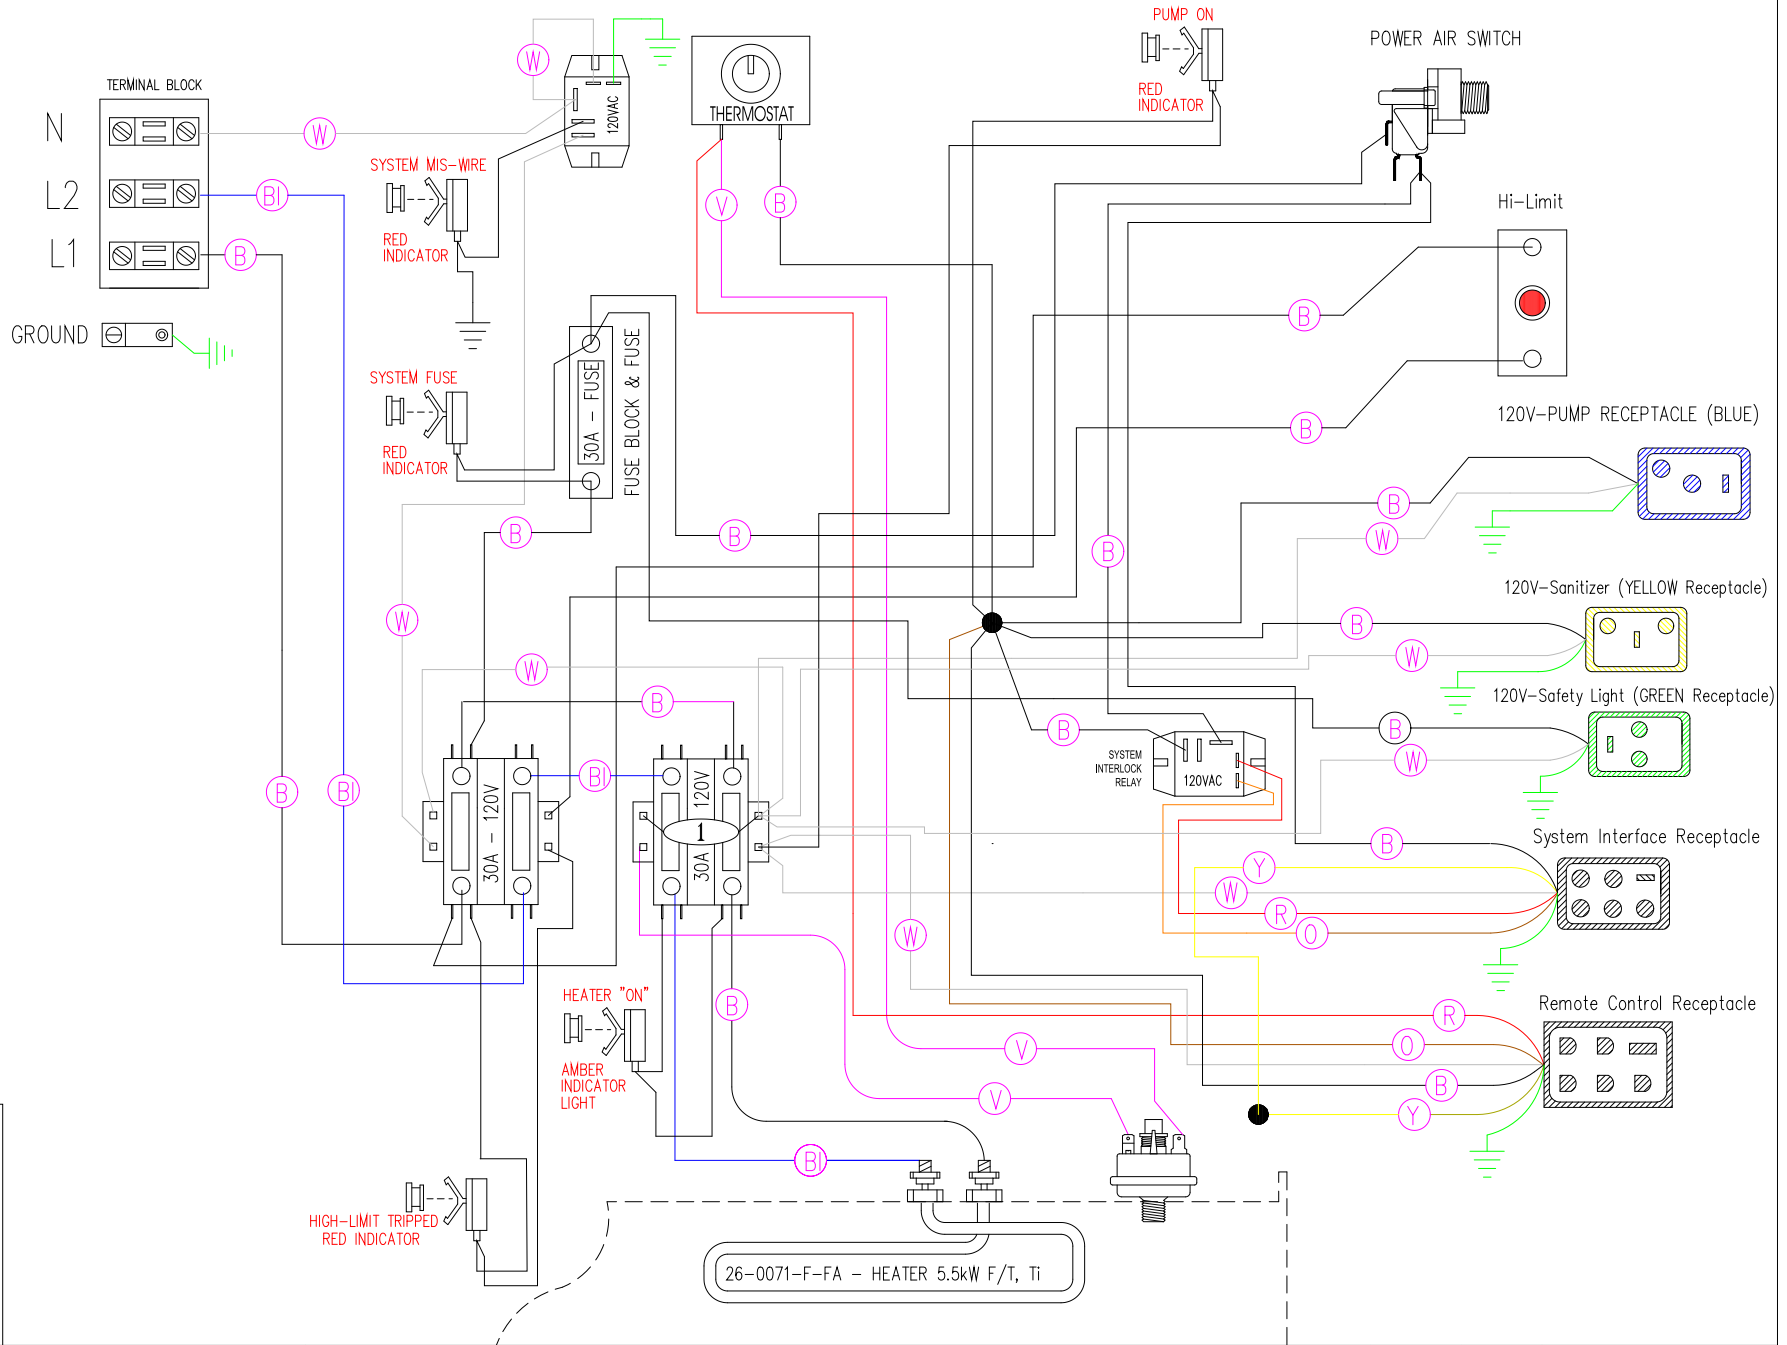 PUMP ON
POWER AIR SWITCH
W
TERMINAL BLOCK
RED
INDICATOR
N
W
120VAC
THERMOSTAT
SYSTEM MIS-WIRE
L2
Bl
V
B
Hi-Limit
RED
INDICATOR
L1
B
GROUND
B
SYSTEM FUSE
30A - FUSE
FUSE BLOCK & FUSE
RED
INDICATOR
B
120V-PUMP RECEPTACLE (BLUE)
B
B
B
W
B
120V-Sanitizer (YELLOW Receptacle)
W
B
W
W
120V-Safety Light (GREEN Receptacle)
B
B
B
W
SYSTEM
INTERLOCK
RELAY
120VAC
B
Bl
Bl
30A - 120V
30A
120V
1
System Interface Receptacle
B
Y
W
R
O
W
HEATER "ON"
B
Remote Control Receptacle
R
O
V
AMBER
INDICATOR
LIGHT
B
V
Y
Bl
HIGH-LIMIT TRIPPED
RED INDICATOR
26-0071-F-FA - HEATER 5.5kW F/T, Ti